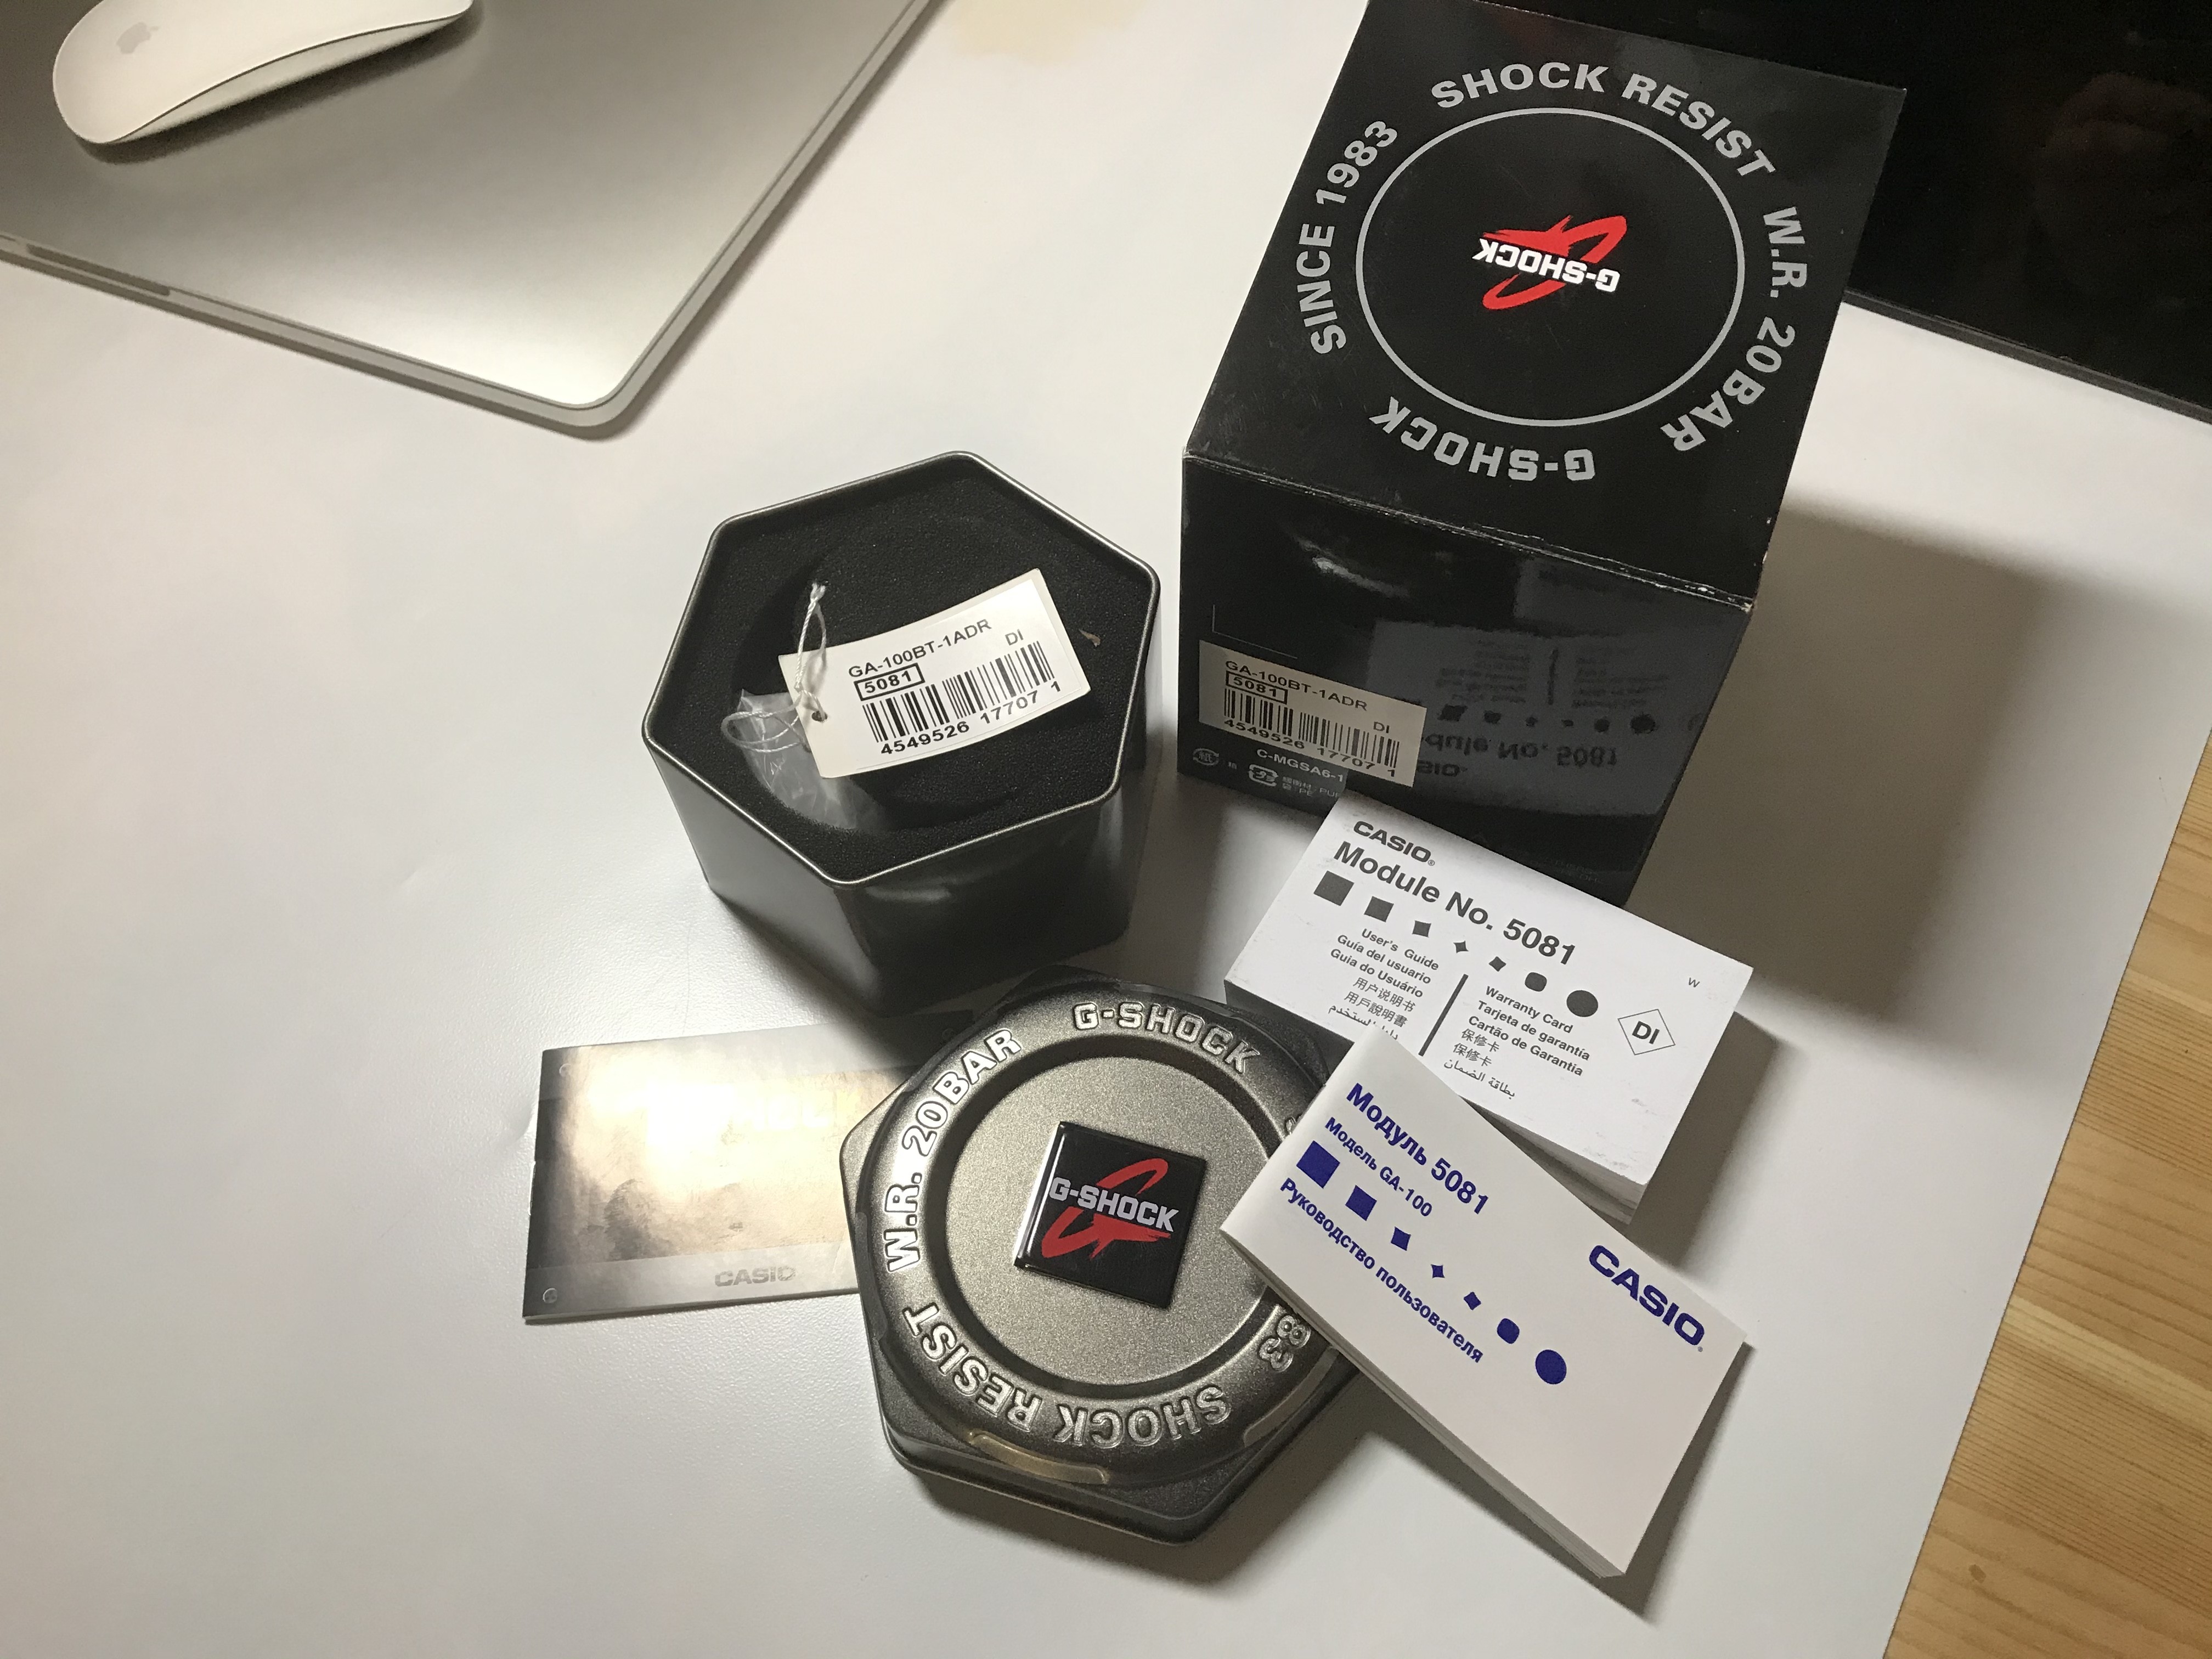 SHOCK RESIST W.R. 20BAR
G-SHOCK
SINCE 1983
G-SHOCK
GA-100BT-1ADR
5081
DI
4549526 17707 1
GA-100BT-1ADR
5081
DI
4549526 17707 1
C-MGSA6-1
紙
CASIO
Module No. 5081
User's Guide
Guía del usuario
Guia do Usuário
用户说明书
用戶說明書
دليل المستخدم
Warranty Card
Tarjeta de garantía
Cartão de Garantia
保修卡
保修卡
بطاقة الضمان
W
DI
G-SHOCK
W.R. 20BAR
SHOCK RESIST
83
G-SHOCK
CASIO
Модуль 5081
Модель GA-100
Руководство пользователя
CASIO